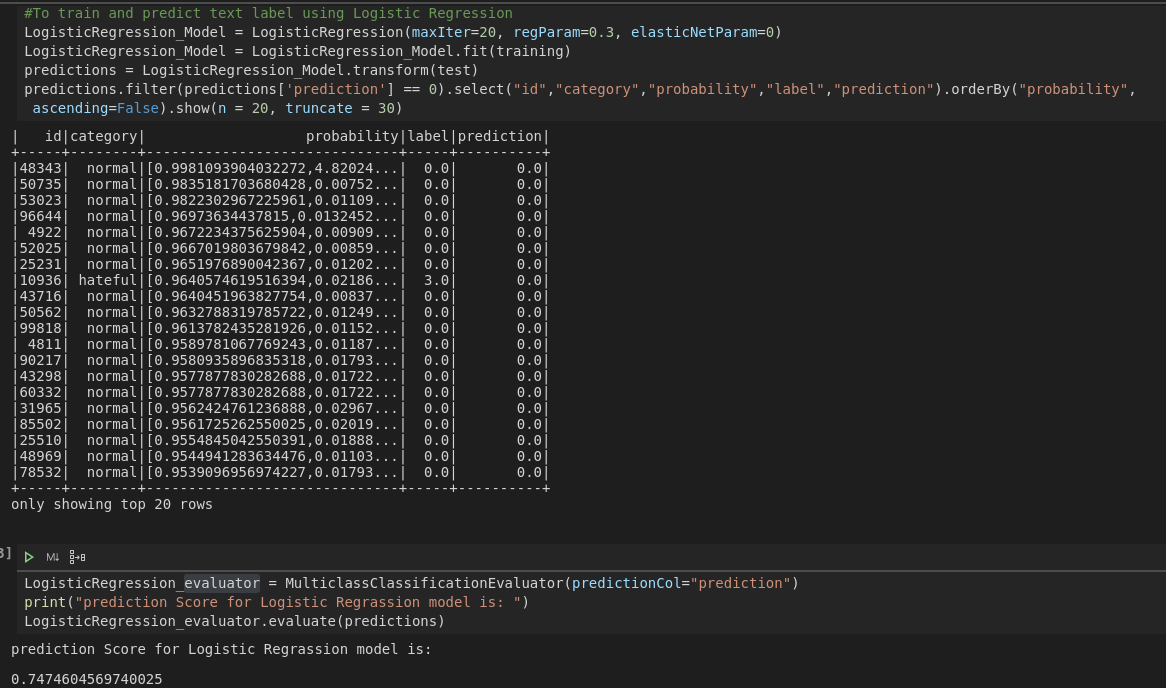 #To train and predict text label using Logistic Regression
LogisticRegression_Model = LogisticRegression(maxIter=20, regParam=0.3, elasticNetParam=0)
LogisticRegression_Model = LogisticRegression_Model.fit(training)
predictions = LogisticRegression_Model.transform(test)
predictions.filter(predictions['prediction'] == 0).select("id","category","probability","label","prediction").orderBy("probability",
ascending=False).show(n = 20, truncate = 30)
|   id|category|                   probability|label|prediction|
+-----+--------+------------------------------+-----+----------+
|48343|  normal|[0.9981093904032272,4.82024...|  0.0|       0.0|
|50735|  normal|[0.9835181703680428,0.00752...|  0.0|       0.0|
|53023|  normal|[0.9822302967225961,0.01109...|  0.0|       0.0|
|96644|  normal|[0.96973634437815,0.0132452...|  0.0|       0.0|
| 4922|  normal|[0.9672234375625904,0.00909...|  0.0|       0.0|
|52025|  normal|[0.9667019803679842,0.00859...|  0.0|       0.0|
|25231|  normal|[0.9651976890042367,0.01202...|  0.0|       0.0|
|10936| hateful|[0.9640574619516394,0.02186...|  3.0|       0.0|
|43716|  normal|[0.9640451963827754,0.00837...|  0.0|       0.0|
|50562|  normal|[0.9632788319785722,0.01249...|  0.0|       0.0|
|99818|  normal|[0.9613782435281926,0.01152...|  0.0|       0.0|
| 4811|  normal|[0.9589781067769243,0.01187...|  0.0|       0.0|
|90217|  normal|[0.9580935896835318,0.01793...|  0.0|       0.0|
|43298|  normal|[0.9577877830282688,0.01722...|  0.0|       0.0|
|60332|  normal|[0.9577877830282688,0.01722...|  0.0|       0.0|
|31965|  normal|[0.9562424761236888,0.02967...|  0.0|       0.0|
|85502|  normal|[0.9561725262550025,0.02019...|  0.0|       0.0|
|25510|  normal|[0.9554845042550391,0.01888...|  0.0|       0.0|
|48969|  normal|[0.9544941283634476,0.01103...|  0.0|       0.0|
|78532|  normal|[0.9539096956974227,0.01793...|  0.0|       0.0|
+-----+--------+------------------------------+-----+----------+
only showing top 20 rows
3] M↓
LogisticRegression_evaluator = MulticlassClassificationEvaluator(predictionCol="prediction")
print("prediction Score for Logistic Regrassion model is: ")
LogisticRegression_evaluator.evaluate(predictions)
prediction Score for Logistic Regrassion model is:
0.7474604569740025